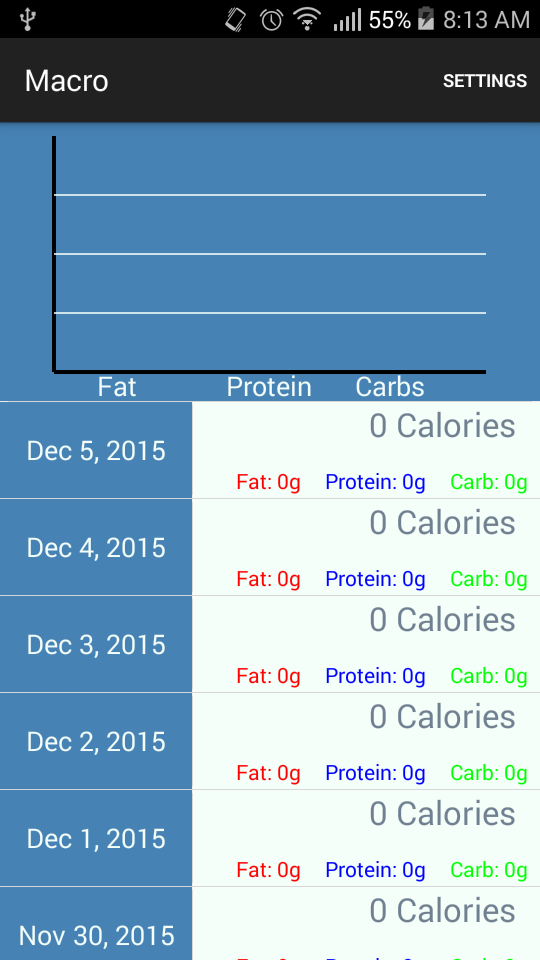 55% 8:13 AM
Macro SETTINGS
Fat Protein Carbs
Dec 5, 2015 0 Calories
Fat: 0g Protein: 0g Carb: 0g
Dec 4, 2015 0 Calories
Fat: 0g Protein: 0g Carb: 0g
Dec 3, 2015 0 Calories
Fat: 0g Protein: 0g Carb: 0g
Dec 2, 2015 0 Calories
Fat: 0g Protein: 0g Carb: 0g
Dec 1, 2015 0 Calories
Fat: 0g Protein: 0g Carb: 0g
Nov 30, 2015 0 Calories